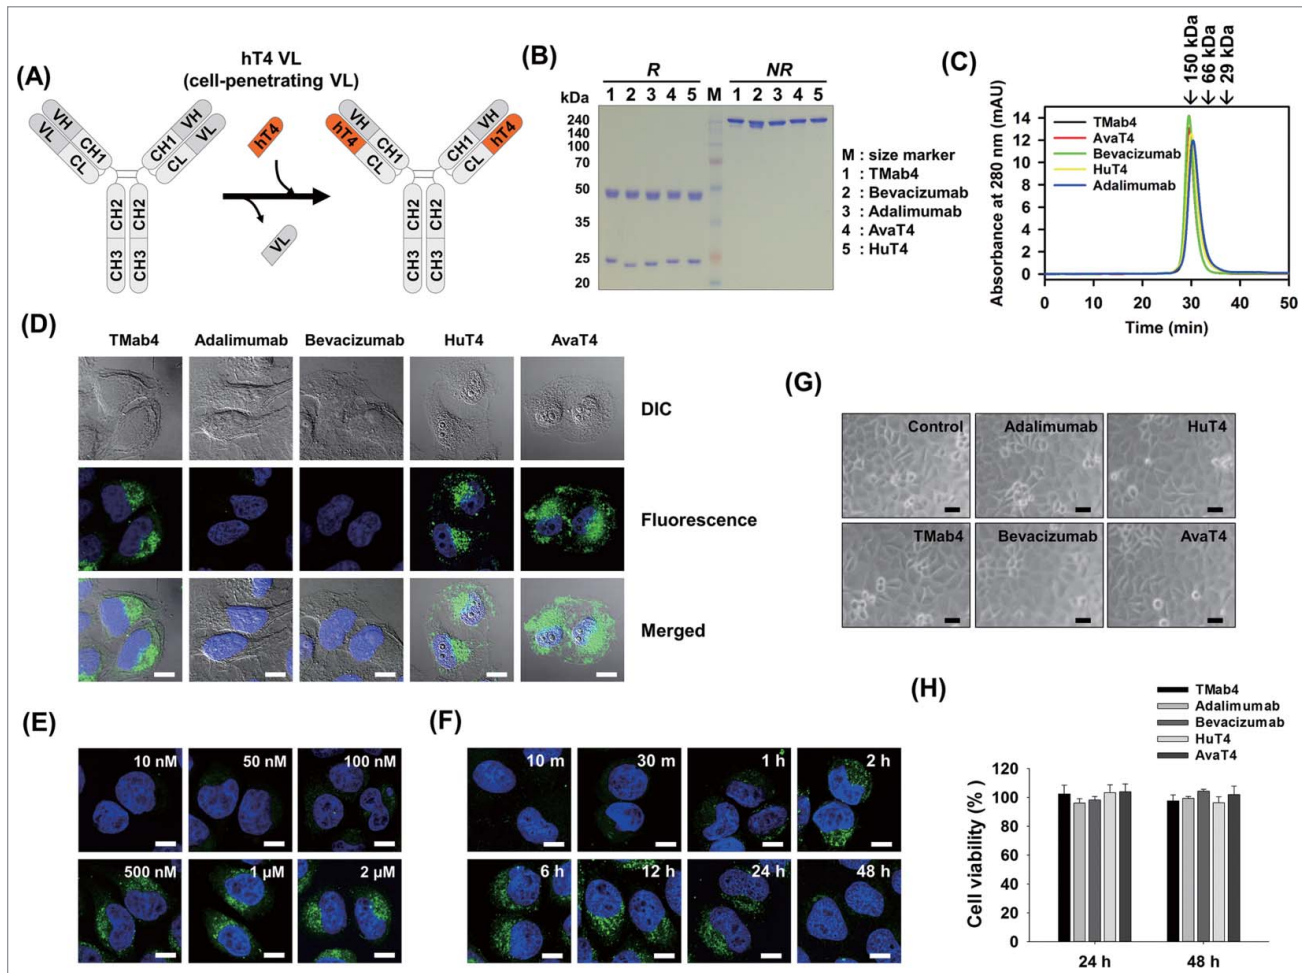 (A)
hT4 VL
(cell-penetrating VL)
VH
VL
CH1
CL
CH1
VH
CL
VL
CH2
CH2
CH3
CH3
hT4
VL
VH
hT4
CH1
CL
CH1
VH
CL
hT4
CH2
CH2
CH3
CH3
(B)
R
NR
kDa
1 2 3 4 5 M 1 2 3 4 5
240
140
100
70
50
35
25
20
M : size marker
1 : TMab4
2 : Bevacizumab
3 : Adalimumab
4 : AvaT4
5 : HuT4
(C)
150 kDa
66 kDa
29 kDa
Absorbance at 280 nm (mAU)
14
12
10
8
6
4
2
0
TMab4
AvaT4
Bevacizumab
HuT4
Adalimumab
0 10 20 30 40 50
Time (min)
(D)
TMab4 Adalimumab Bevacizumab HuT4 AvaT4
DIC
Fluorescence
Merged
(E)
10 nM 50 nM 100 nM
500 nM 1 µM 2 µM
(F)
10 m 30 m 1 h 2 h
6 h 12 h 24 h 48 h
(G)
Control Adalimumab HuT4
TMab4 Bevacizumab AvaT4
(H)
TMab4
Adalimumab
Bevacizumab
HuT4
AvaT4
Cell viability (% )
120
100
80
60
40
20
0
24 h 48 h